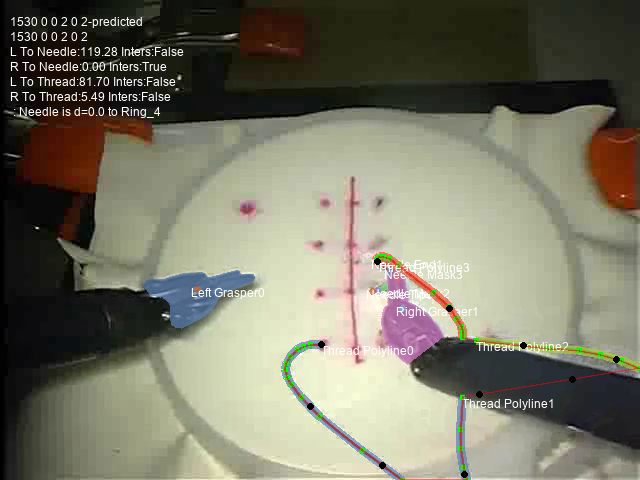 1530 0 0 2 0 2-predicted
1530 0 0 2 0 2
L To Needle:119.28 Inters:False
R To Needle:0.00 Inters:True
L To Thread:81.70 Inters:False
R To Thread:5.49 Inters:False
: Needle is d=0.0 to Ring_4
Thread Polyline3
Needle Mask3
Left Grasper0
Right Grasper1
Thread Polyline0
Thread Polyline2
Thread Polyline1